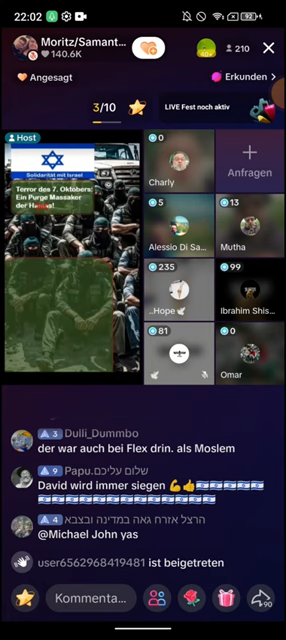 22:02
92
Moritz/Samant...
140.6K
40+
210
Angesagt
Erkunden
3/10
LIVE Fest noch aktiv
Host
Solidarität mit Israel
Terror des 7. Oktobers:
Ein Purge Massaker
0
Charly
Anfragen
5
Alessio Di Sa...
13
Mutha
235
..Hope
99
Ibrahim Shis...
81
0
Omar
3 Dulli_Dummbo
der war auch bei Flex drin. als Moslem
9 Papu.שלום עליכם
David wird immer siegen
4 הרצל אזרח גאה במדינה ובצבא
@Michael John yas
user6562968419481 ist beigetreten
Kommenta...
90